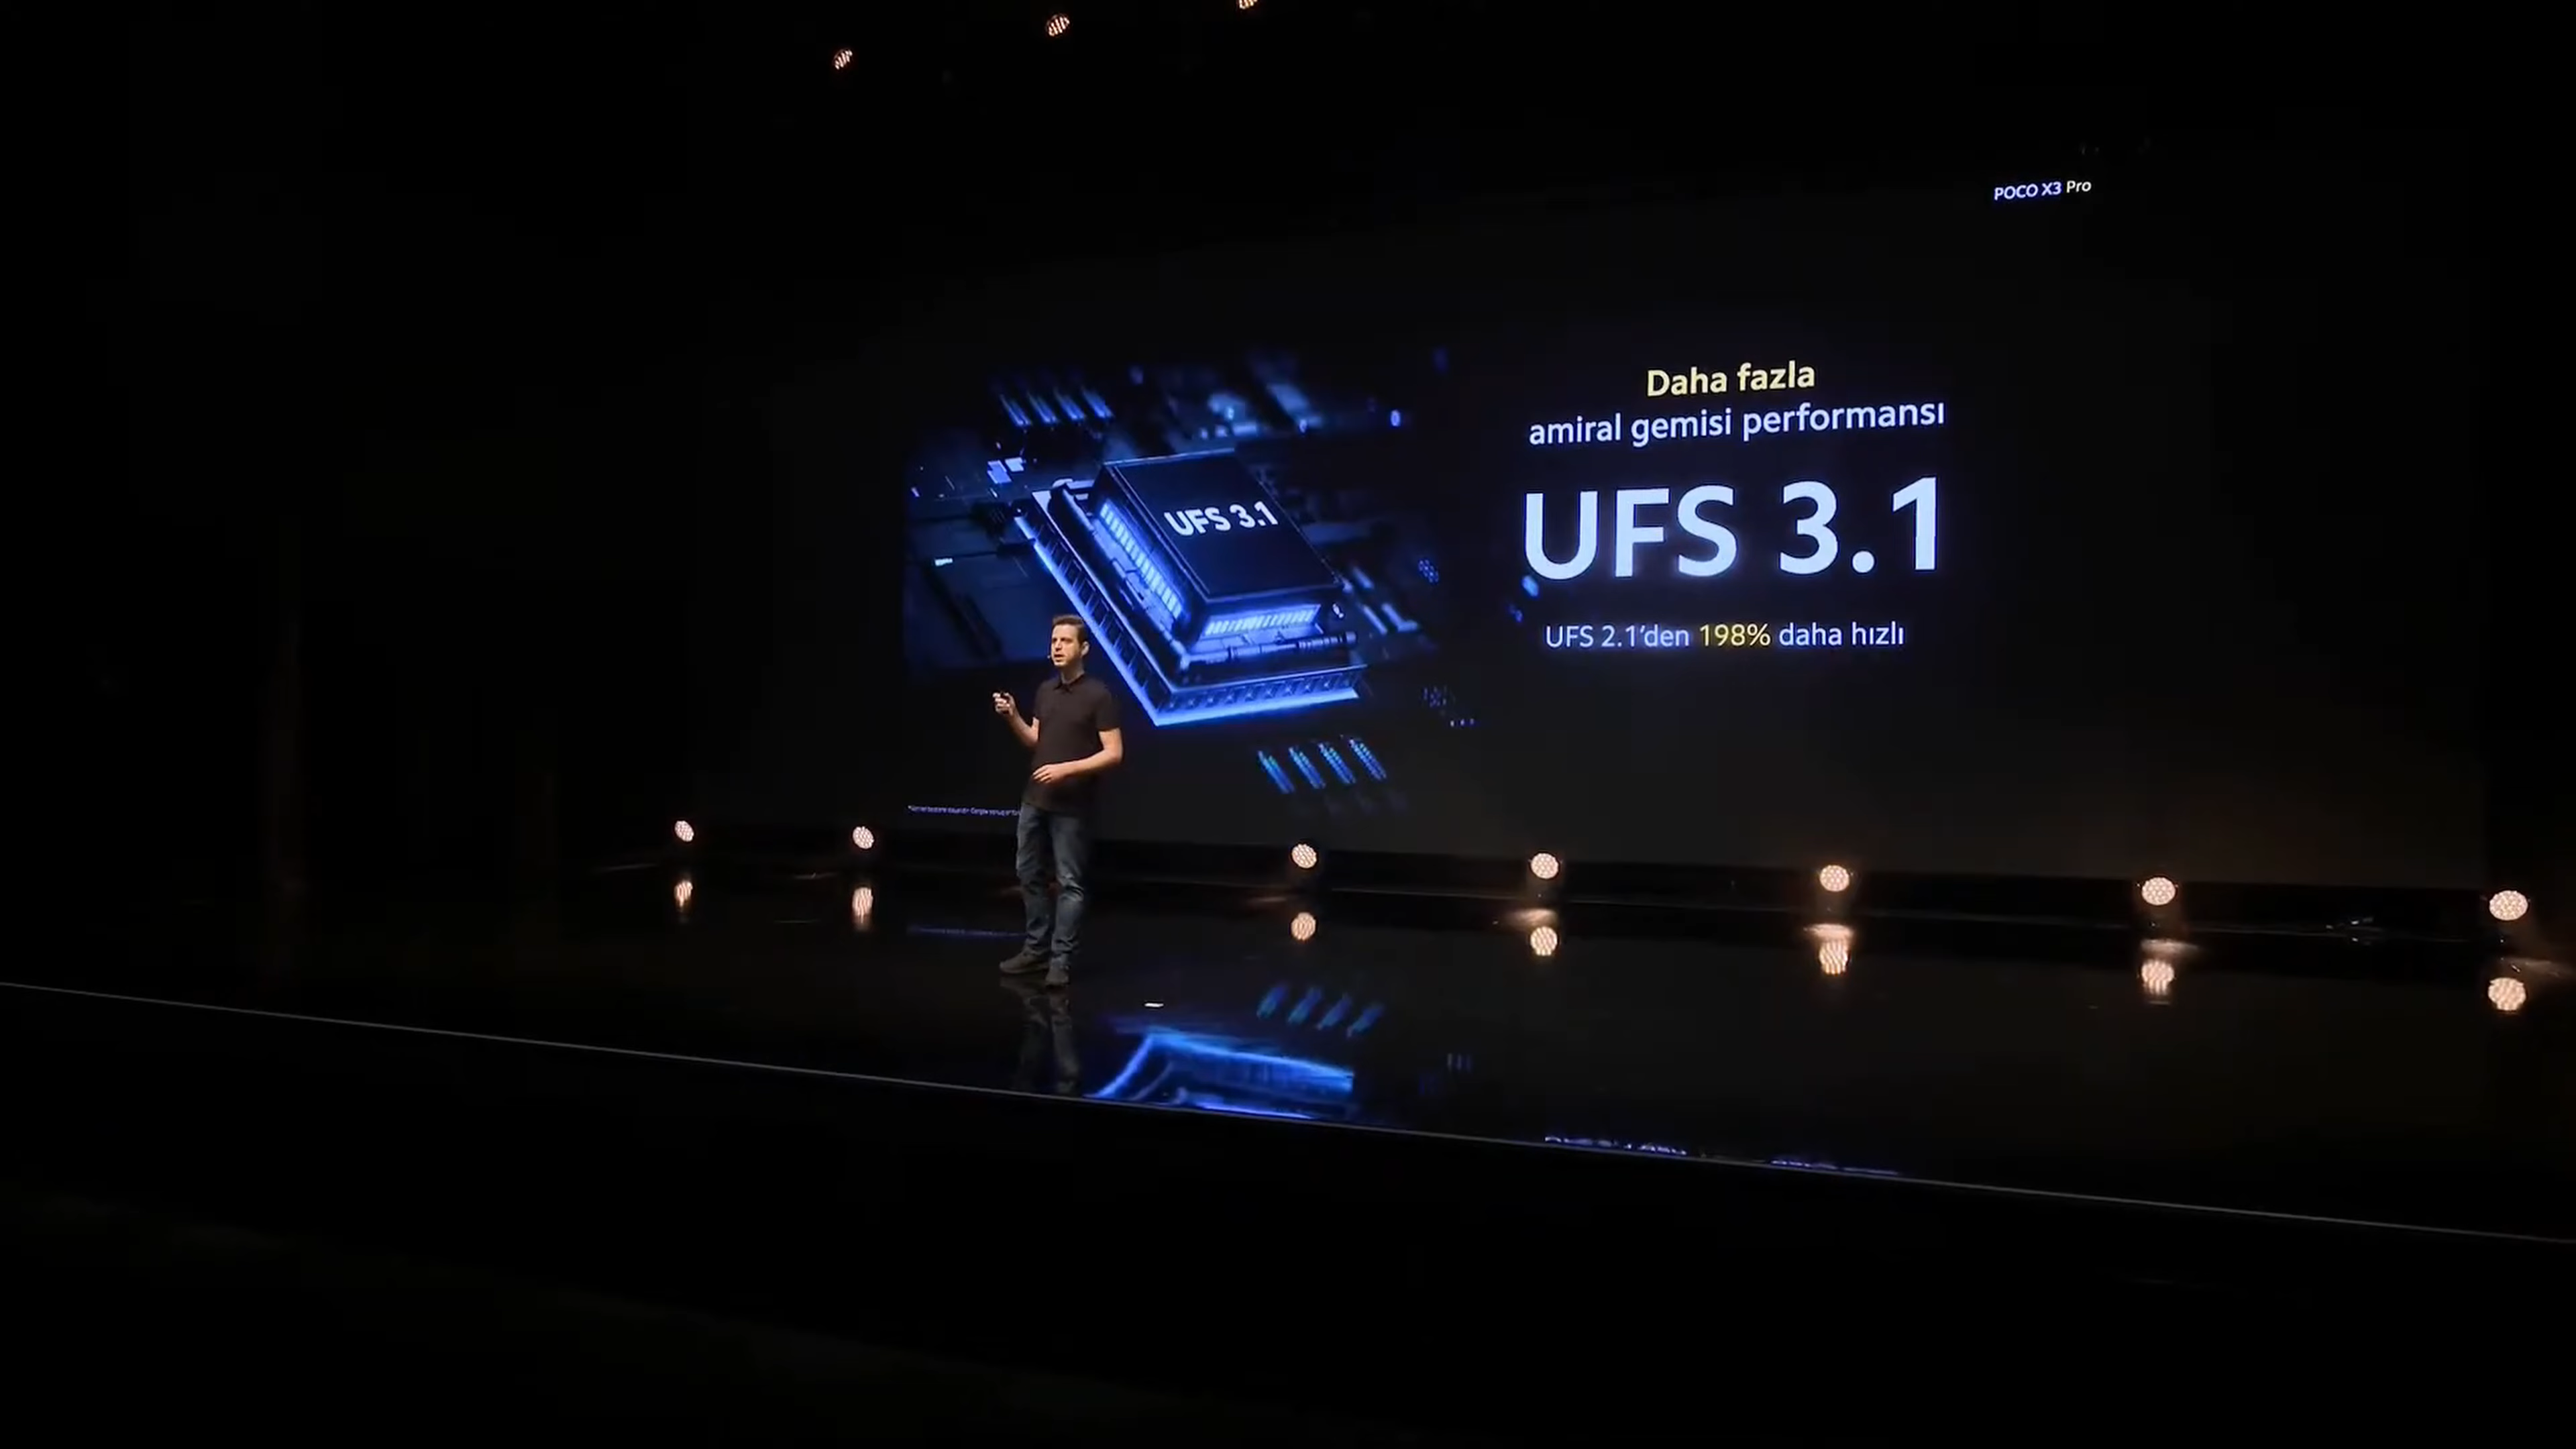 POCO X3 Pro
Daha fazla
amiral gemisi performansı
UFS 3.1
UFS 3.1
UFS 2.1'den 198% daha hızlı